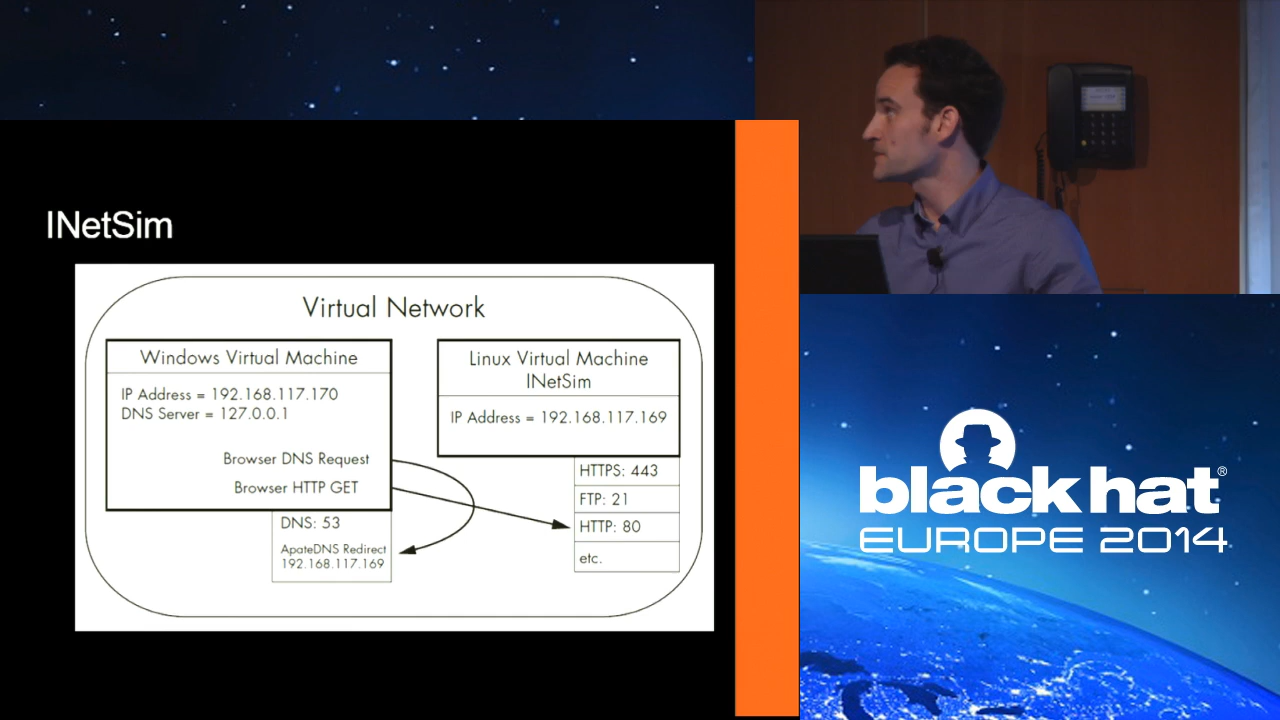 INetSim
Virtual Network
Windows Virtual Machine
IP Address = 192.168.117.170
DNS Server = 127.0.0.1
Browser DNS Request
Browser HTTP GET
DNS: 53
ApateDNS Redirect
192.168.117.169
Linux Virtual Machine
INetSim
IP Address = 192.168.117.169
HTTPS: 443
FTP: 21
HTTP: 80
etc.
black hat®
EUROPE 2014